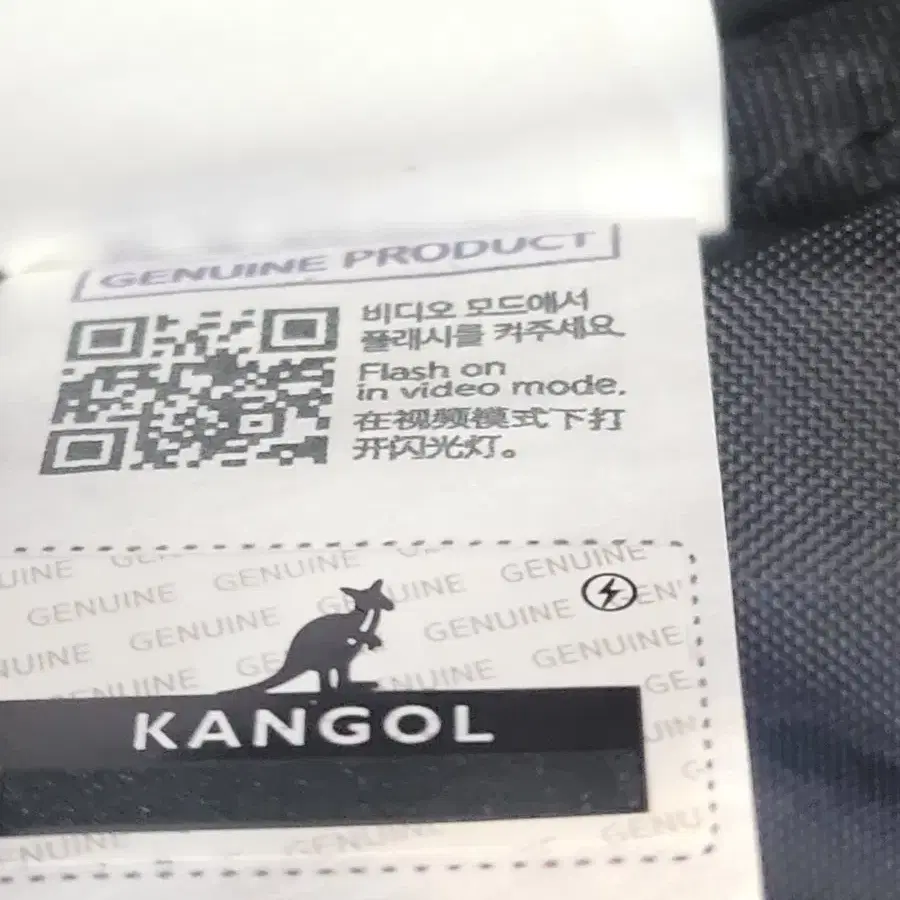 GENUINE PRODUCT
비디오 모드에서
플래시를 켜주세요.
Flash on
in video mode.
在视频模式下打
开闪光灯。
GENUINE GENUINE
GENUINE GENUINE
GENUINE GENUINE
KANGOL